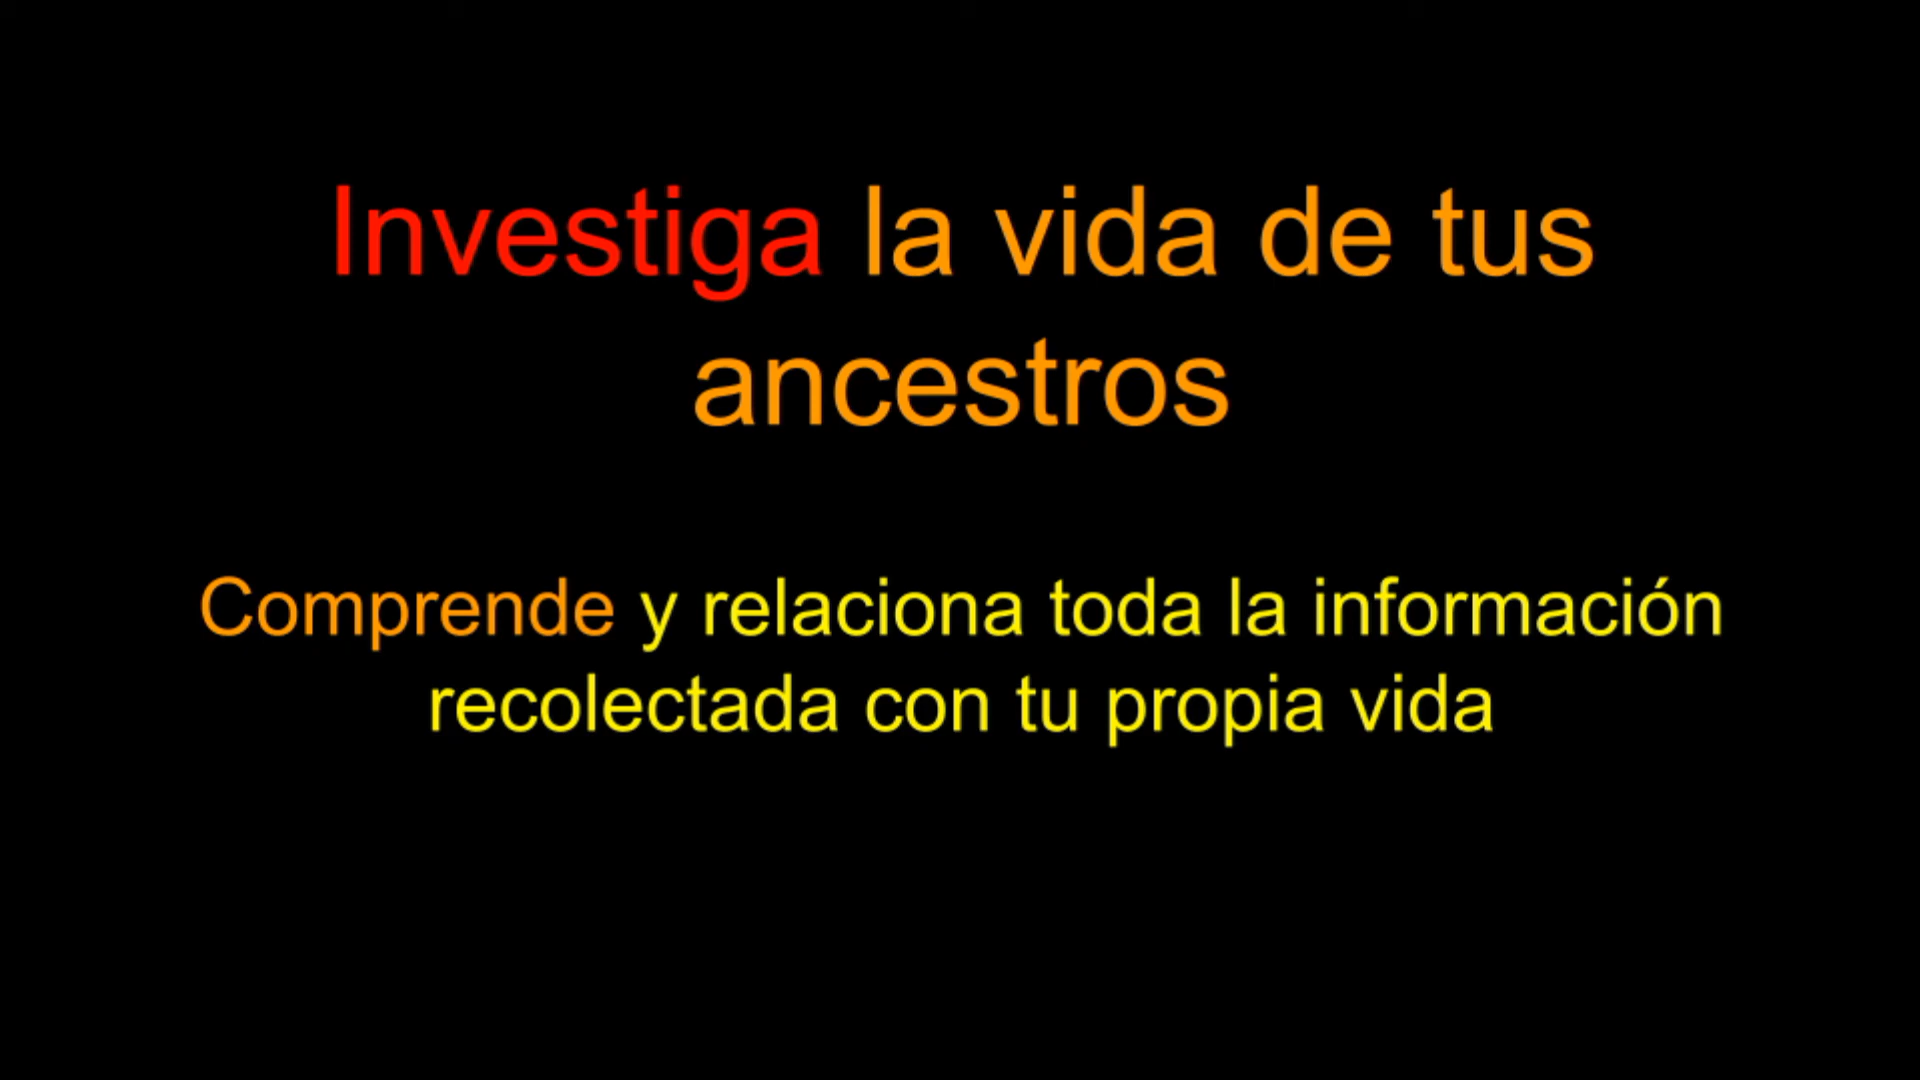 Investiga la vida de tus
ancestros
Comprende y relaciona toda la información
recolectada con tu propia vida